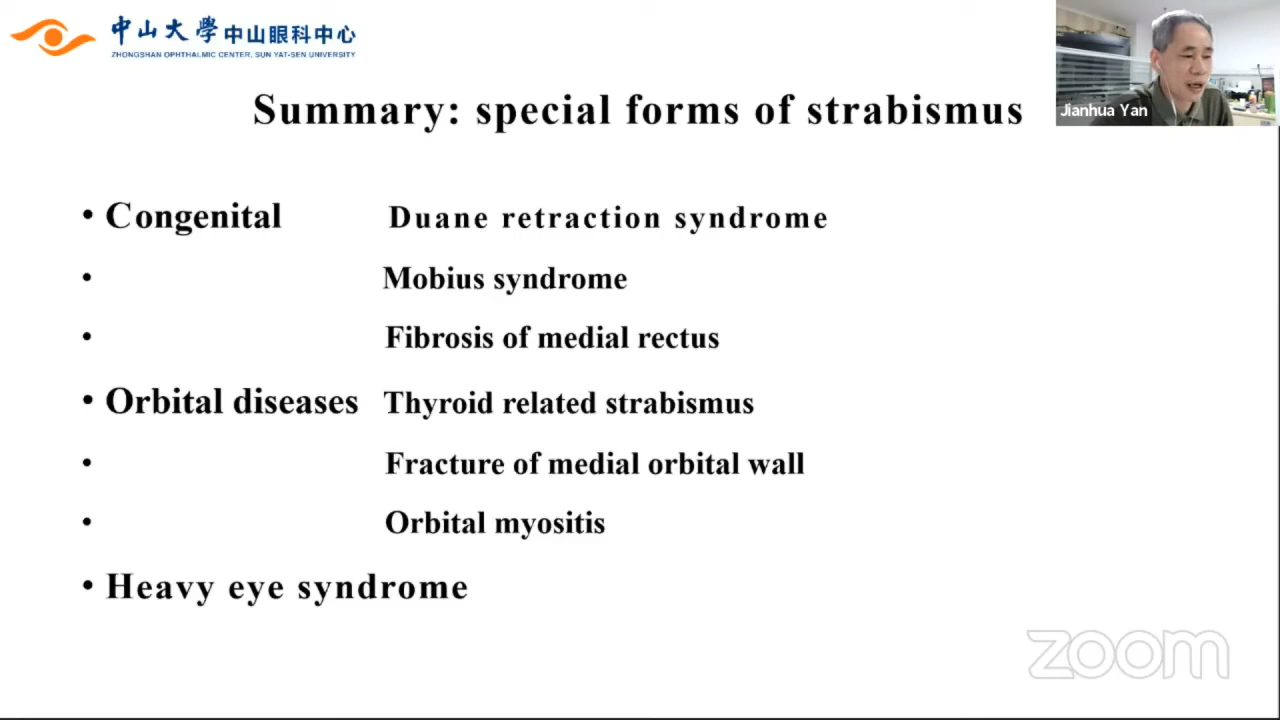 中山大學中山眼科中心
ZHONGSHAN OPHTHALMIC CENTER, SUN YAT-SEN UNIVERSITY
Jianhua Yan
Summary: special forms of strabismus
• Congenital Duane retraction syndrome
• Mobius syndrome
• Fibrosis of medial rectus
• Orbital diseases Thyroid related strabismus
• Fracture of medial orbital wall
• Orbital myositis
• Heavy eye syndrome
zoom